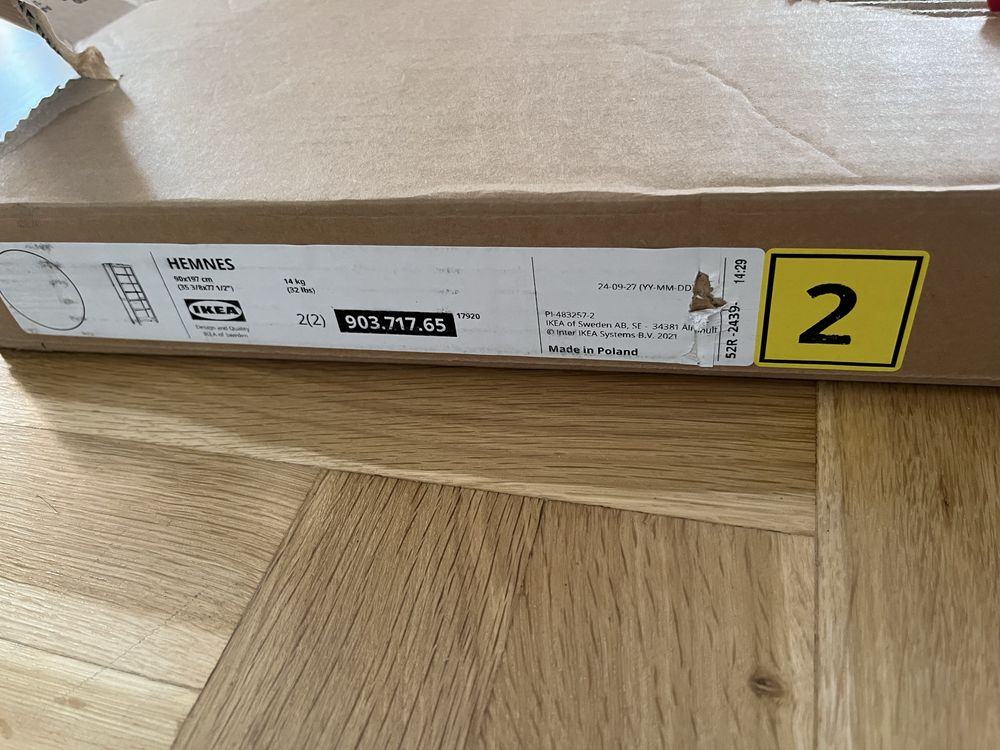 HEMNES
90x197 cm
(35 3/8x77 1/2")
IKEA
Design and Quality
IKEA of Sweden
14 kg
(32 lbs)
2(2)
903.717.65
17920
24-09-27 (YY-MM-DD
PI-483257-2
IKEA of Sweden AB, SE - 34381
© Inter IKEA Systems B.V. 2021
Made in Poland
52R -2439- 14:29
2